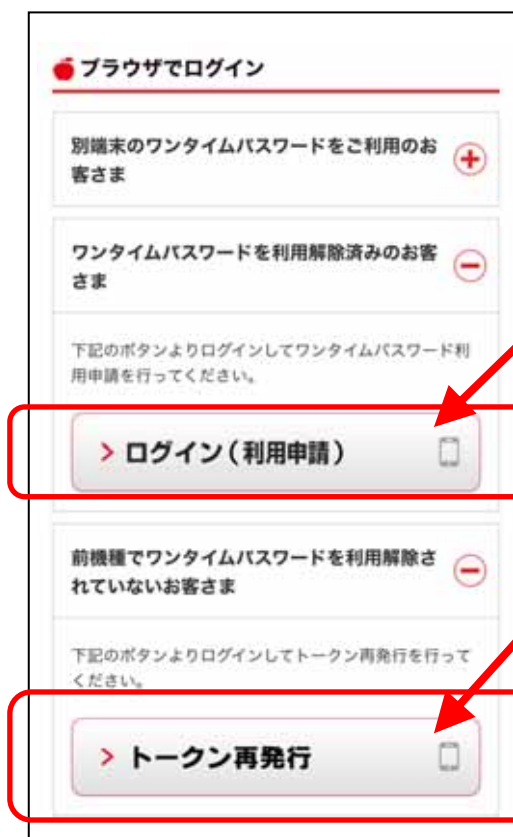 ブラウザでログイン
別端末のワンタイムパスワードをご利用のお
客さま
ワンタイムパスワードを利用解除済みのお客
さま
下記のボタンよりログインしてワンタイムパスワード利
用申請を行ってください。
ログイン（利用申請）
前機種でワンタイムパスワードを利用解除さ
れていないお客さま
下記のボタンよりログインしてトークン再発行を行って
ください。
トークン再発行